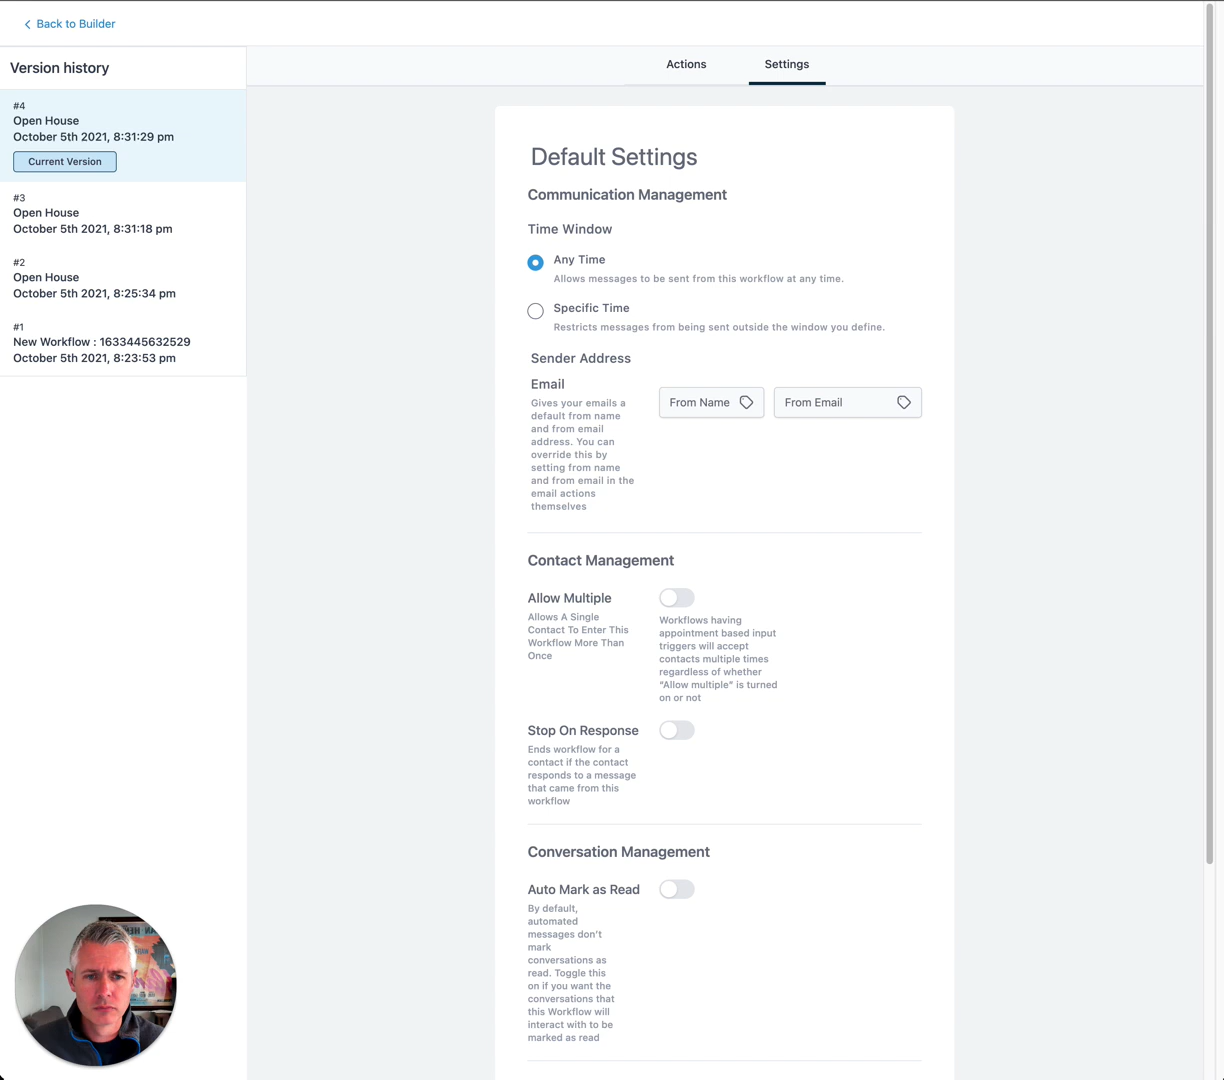 Back to Builder
Version history
#4
Open House
October 5th 2021, 8:31:29 pm
Current Version
#3
Open House
October 5th 2021, 8:31:18 pm
#2
Open House
October 5th 2021, 8:25:34 pm
#1
New Workflow : 1633445632529
October 5th 2021, 8:23:53 pm
Actions
Settings
Default Settings
Communication Management
Time Window
Any Time
Allows messages to be sent from this workflow at any time.
Specific Time
Restricts messages from being sent outside the window you define.
Sender Address
Email
Gives your emails a
default from name
and from email
address. You can
override this by
setting from name
and from email in the
email actions
themselves
From Name
From Email
Contact Management
Allow Multiple
Allows A Single
Contact To Enter This
Workflow More Than
Once
Workflows having
appointment based input
triggers will accept
contacts multiple times
regardless of whether
“Allow multiple” is turned
on or not
Stop On Response
Ends workflow for a
contact if the contact
responds to a message
that came from this
workflow
Conversation Management
Auto Mark as Read
By default,
automated
messages don't
mark
conversations as
read. Toggle this
on if you want the
conversations that
this Workflow will
interact with to be
marked as read